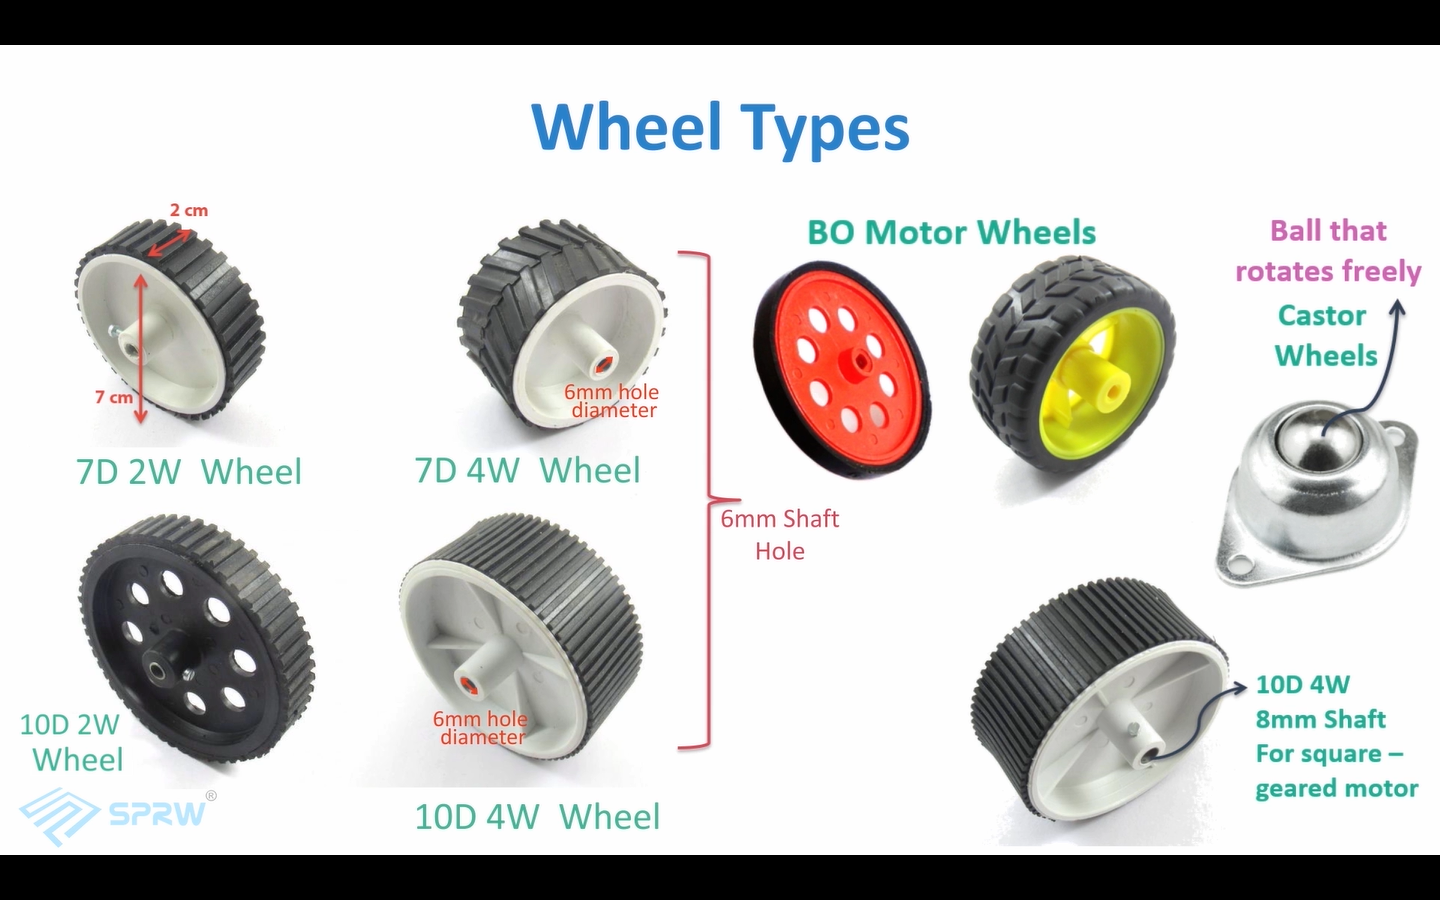 Wheel Types
2 cm
7 cm
7D 2W Wheel
6mm hole
diameter
7D 4W Wheel
BO Motor Wheels
Ball that
rotates freely
Castor
Wheels
6mm Shaft
Hole
10D 2W
Wheel
6mm hole
diameter
10D 4W Wheel
10D 4W
8mm Shaft
For square –
geared motor
SPRW®